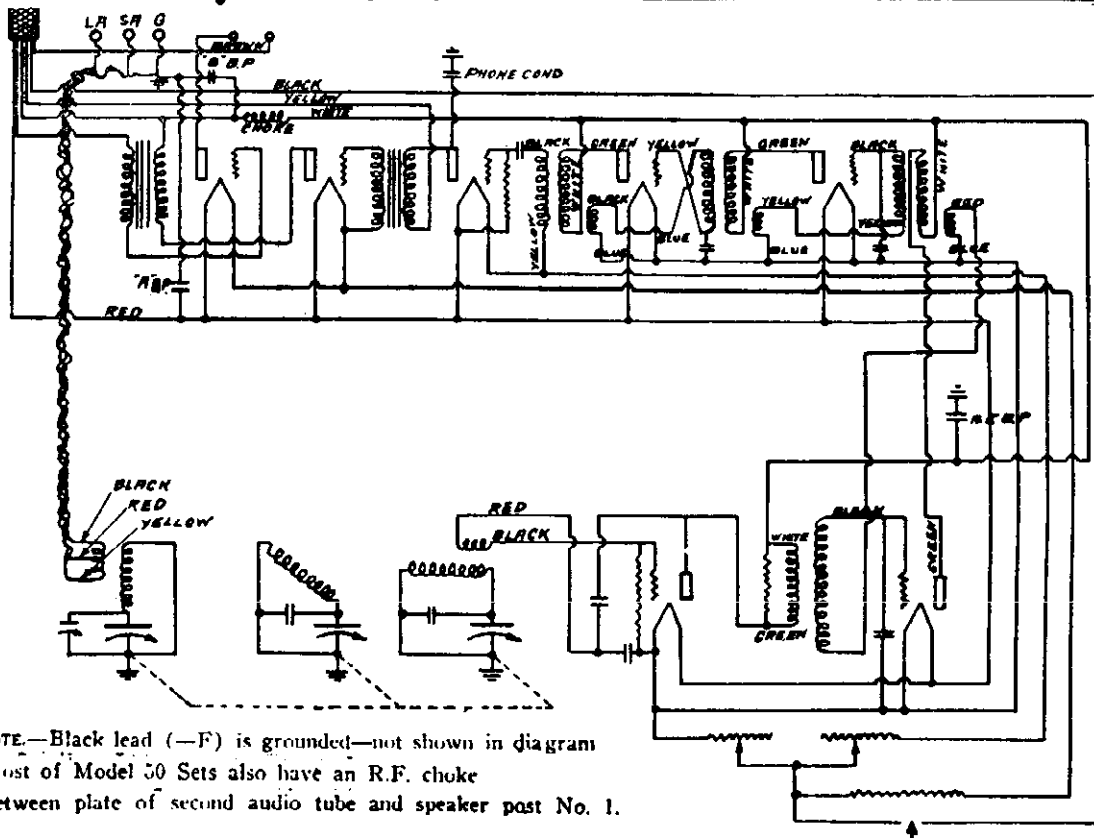 LA SA G
BROWN
"B" B.P
PHONE COND
BLACK
YELLOW
WHITE
CHOKE
BLACK
GREEN
YELLOW
GREEN
BLACK
WHITE
WHITE
WHITE
BLACK
YELLOW
YELLOW
RED
YELLOW
BLUE
BLUE
BLUE
BLUE
"A" B.P.
RED
BLACK
RED
YELLOW
RED
BLACK
BLACK
WHITE
GREEN
GREEN
NOTE.—Black lead (—F) is grounded—not shown in diagram
ost of Model 50 Sets also have an R.F. choke
etween plate of second audio tube and speaker post No. 1.